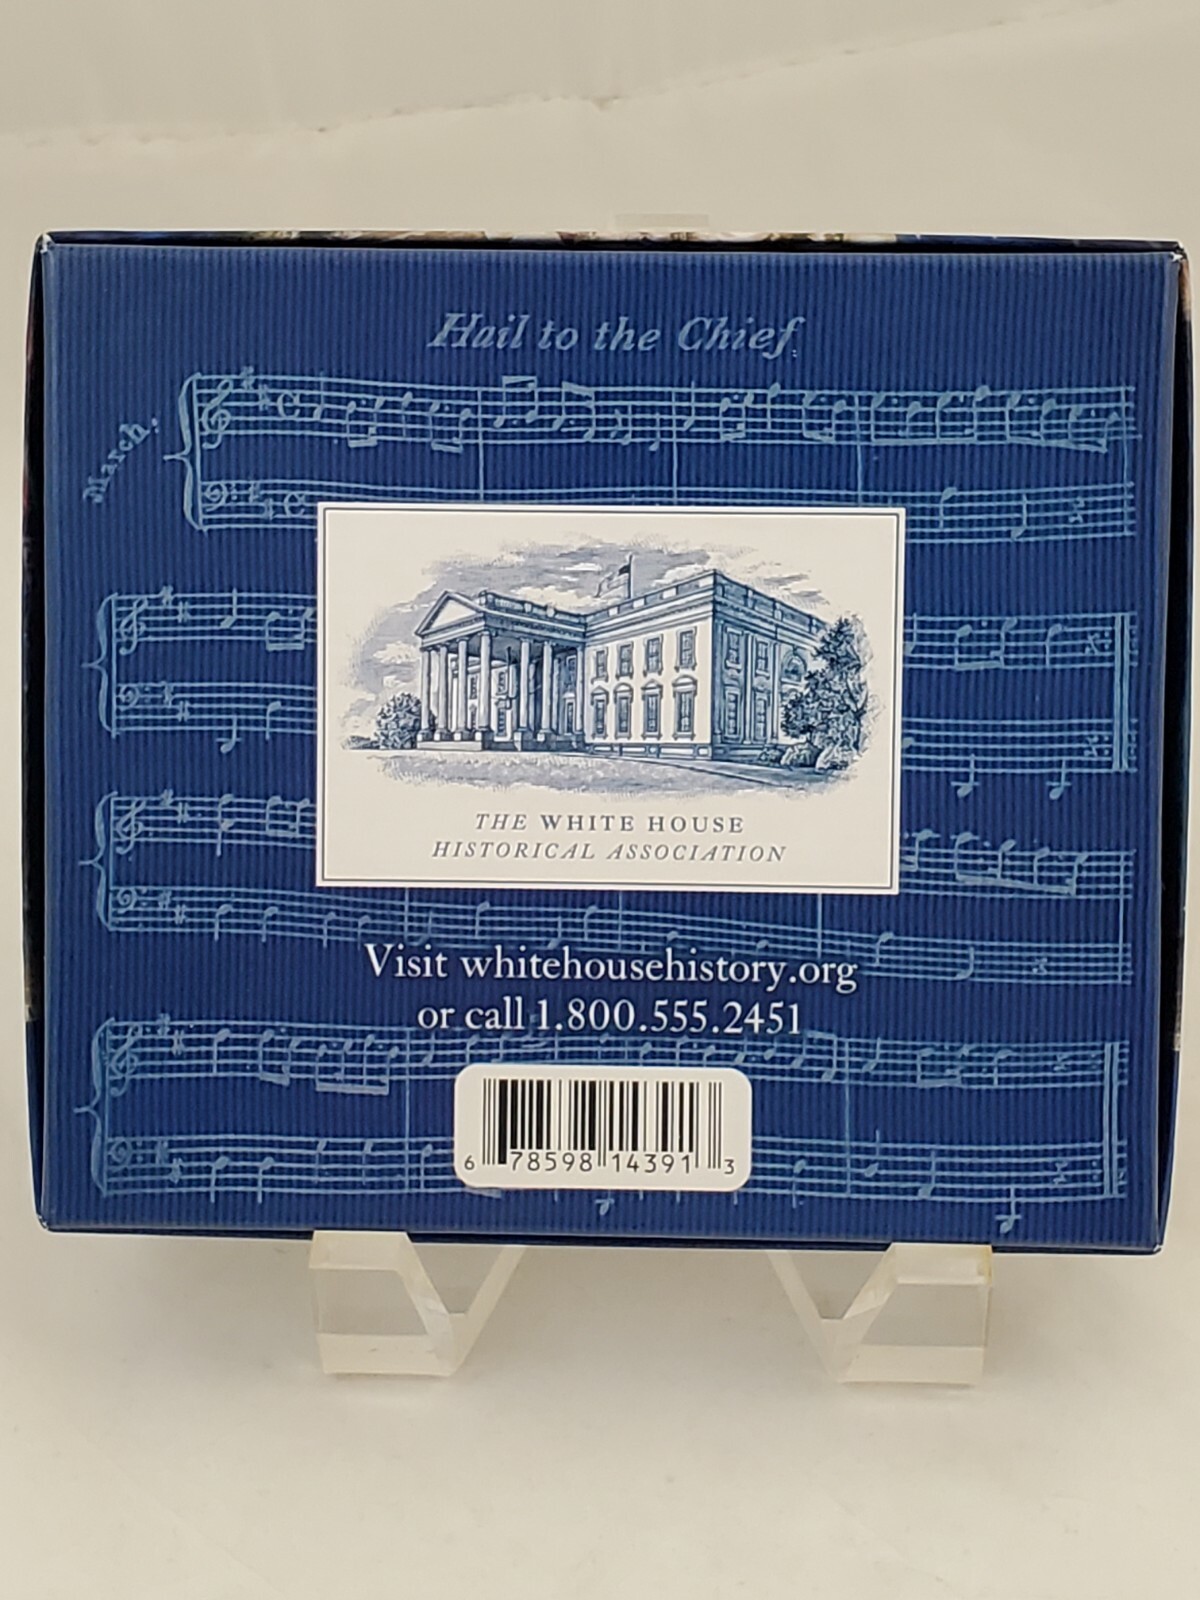 Hail to the Chief.
March.
THE WHITE HOUSE
HISTORICAL ASSOCIATION
Visit whitehousehistory.org
or call 1.800.555.2451
6 78598 14391 3